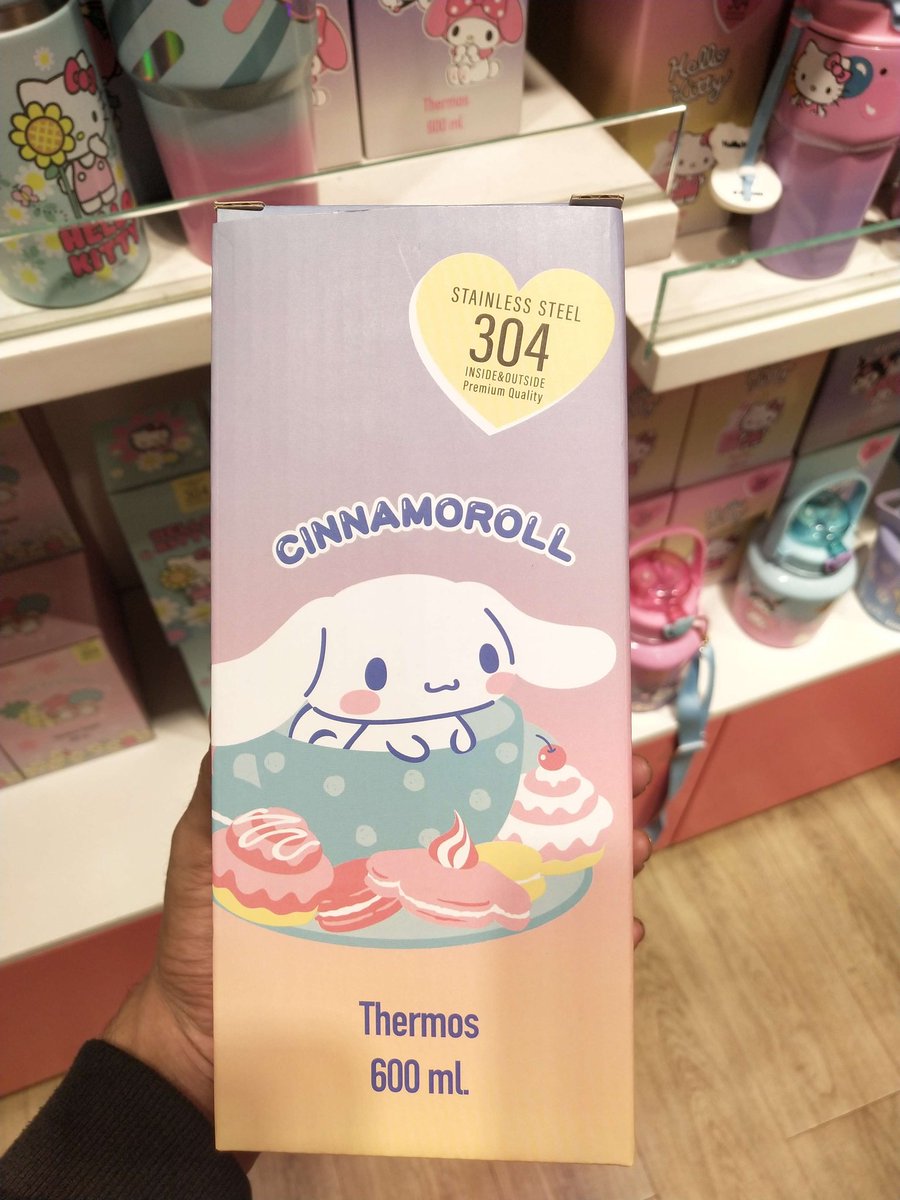 Thermos
600 ml.
Hello
Kitty
HELLO
KITTY
STAINLESS STEEL
304
INSIDE&OUTSIDE
Premium Quality
CINNAMOROLL
Thermos
600 ml.